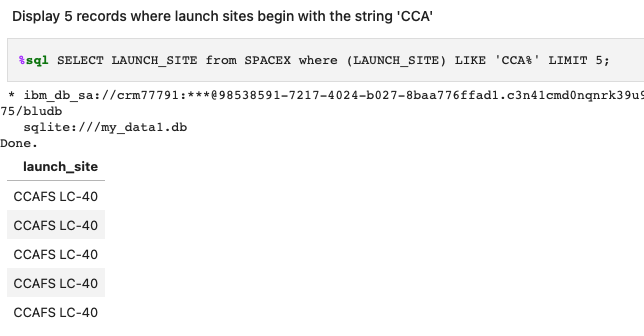 Display 5 records where launch sites begin with the string 'CCA'
%sql SELECT LAUNCH_SITE from SPACEX where (LAUNCH_SITE) LIKE 'CCA%' LIMIT 5;
* ibm_db_sa://crm77791:***@98538591-7217-4024-b027-8baa776ffad1.c3n41cmd0nqnrk39u9
75/bludb
sqlite:///my_data1.db
Done.
launch_site
CCAFS LC-40
CCAFS LC-40
CCAFS LC-40
CCAFS LC-40
CCAFS LC-40